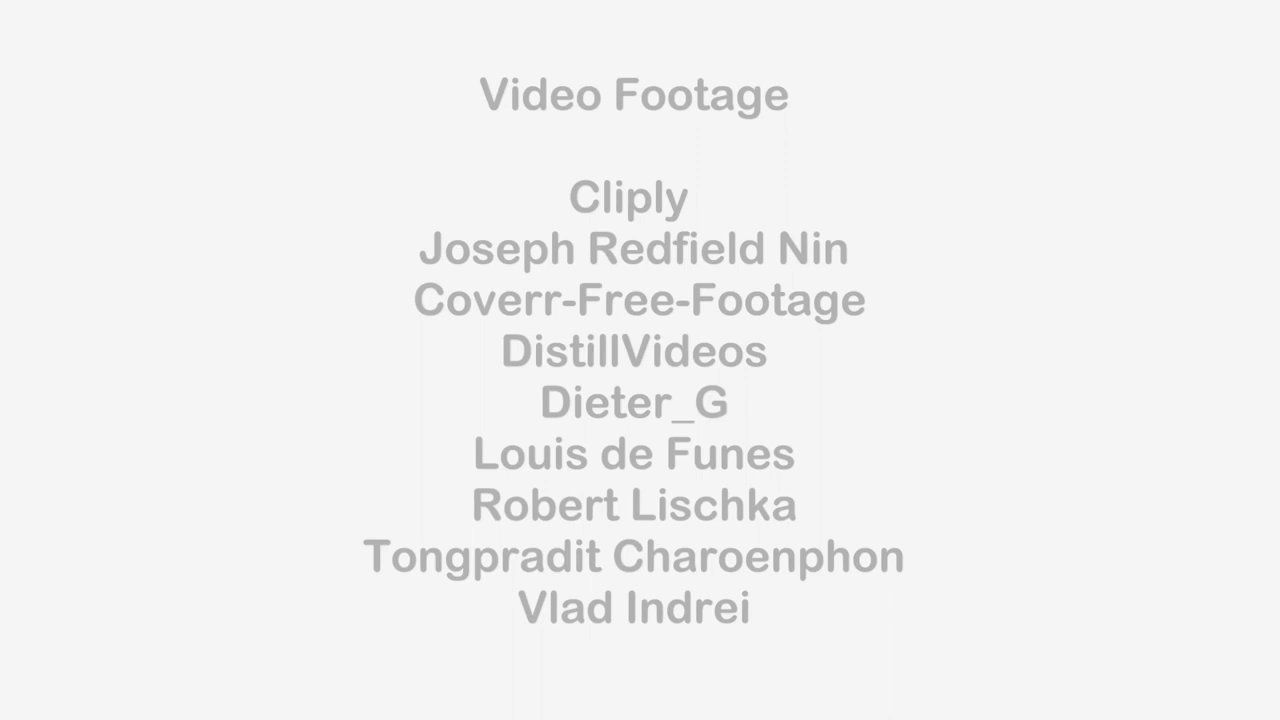 Video Footage
Cliply
Joseph Redfield Nin
Coverr-Free-Footage
DistillVideos
Dieter_G
Louis de Funes
Robert Lischka
Tongpradit Charoenphon
Vlad Indrei